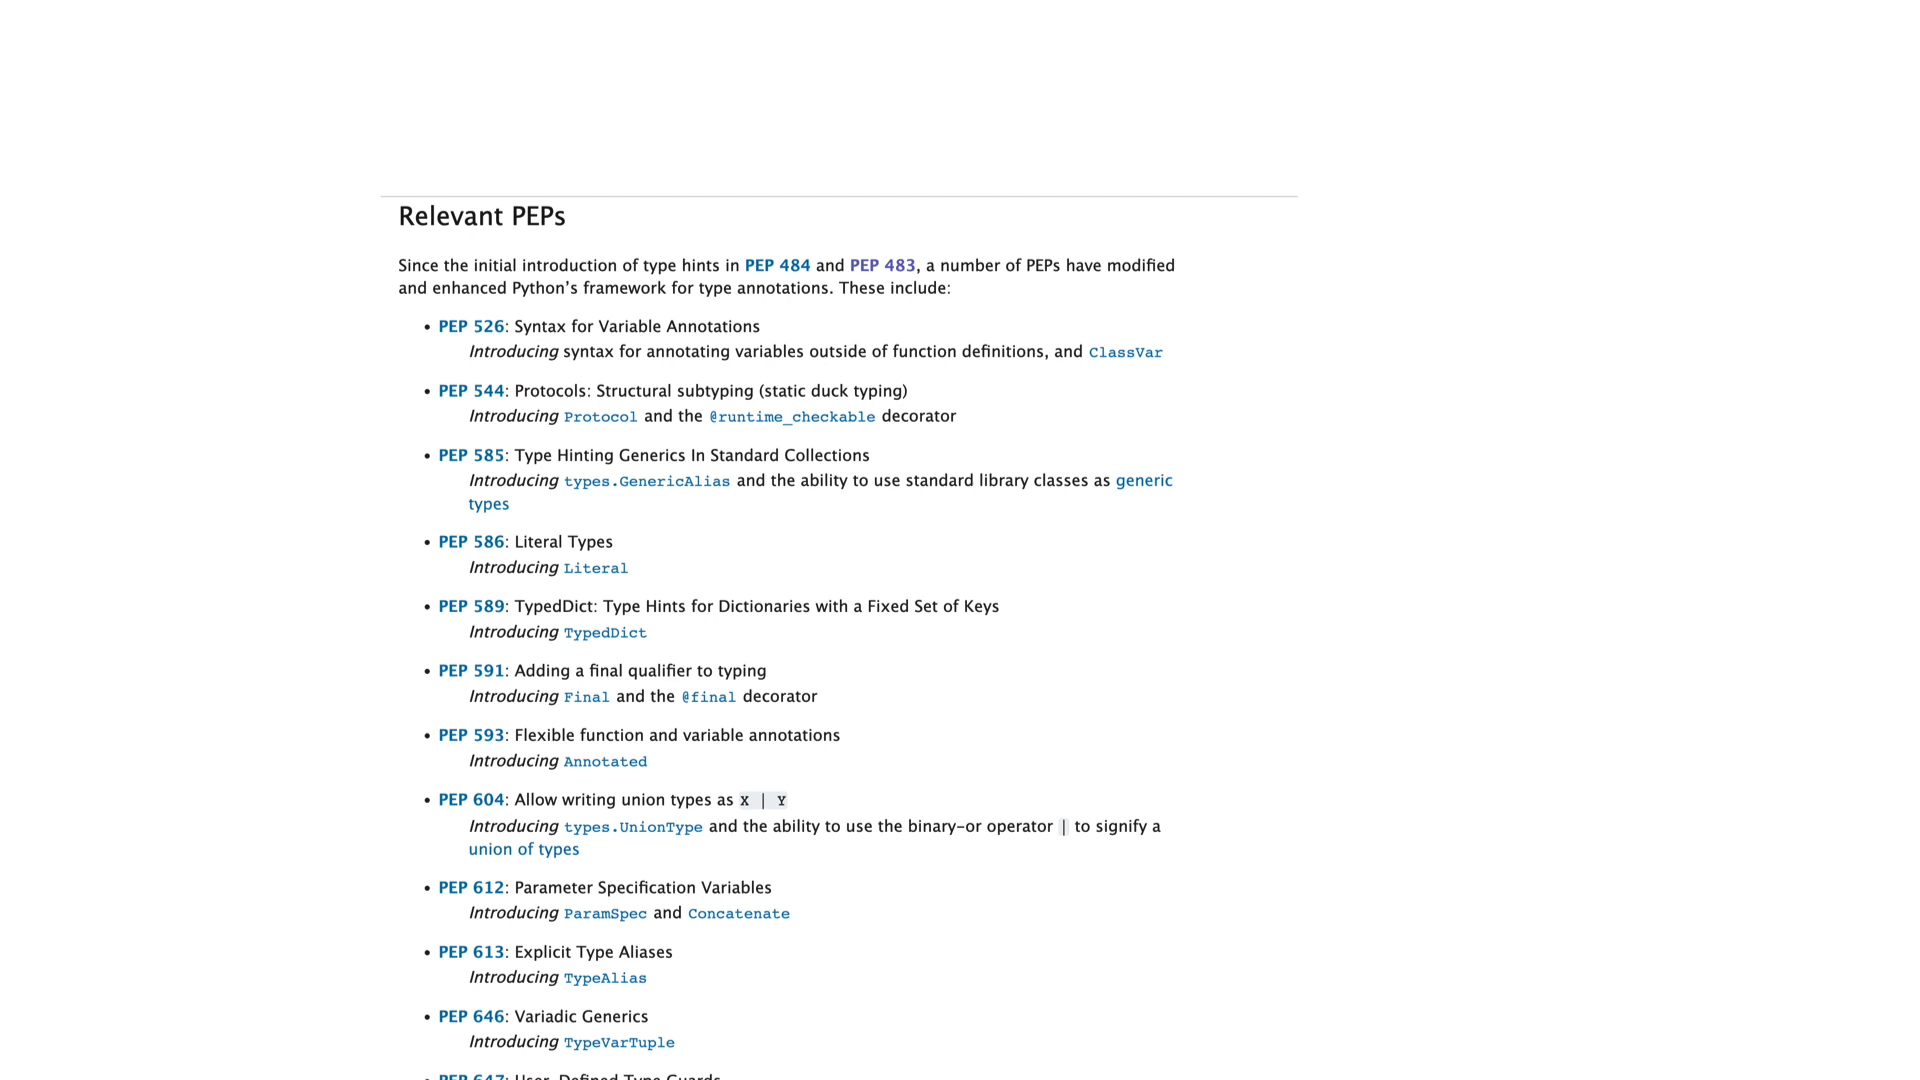 Relevant PEPs
Since the initial introduction of type hints in PEP 484 and PEP 483, a number of PEPs have modified
and enhanced Python’s framework for type annotations. These include:
• PEP 526: Syntax for Variable Annotations
Introducing syntax for annotating variables outside of function definitions, and ClassVar
• PEP 544: Protocols: Structural subtyping (static duck typing)
Introducing Protocol and the @runtime_checkable decorator
• PEP 585: Type Hinting Generics In Standard Collections
Introducing types.GenericAlias and the ability to use standard library classes as generic
types
• PEP 586: Literal Types
Introducing Literal
• PEP 589: TypedDict: Type Hints for Dictionaries with a Fixed Set of Keys
Introducing TypedDict
• PEP 591: Adding a final qualifier to typing
Introducing Final and the @final decorator
• PEP 593: Flexible function and variable annotations
Introducing Annotated
• PEP 604: Allow writing union types as X | Y
Introducing types.UnionType and the ability to use the binary-or operator | to signify a
union of types
• PEP 612: Parameter Specification Variables
Introducing ParamSpec and Concatenate
• PEP 613: Explicit Type Aliases
Introducing TypeAlias
• PEP 646: Variadic Generics
Introducing TypeVarTuple
• PEP 647: User-Defined Type Guards